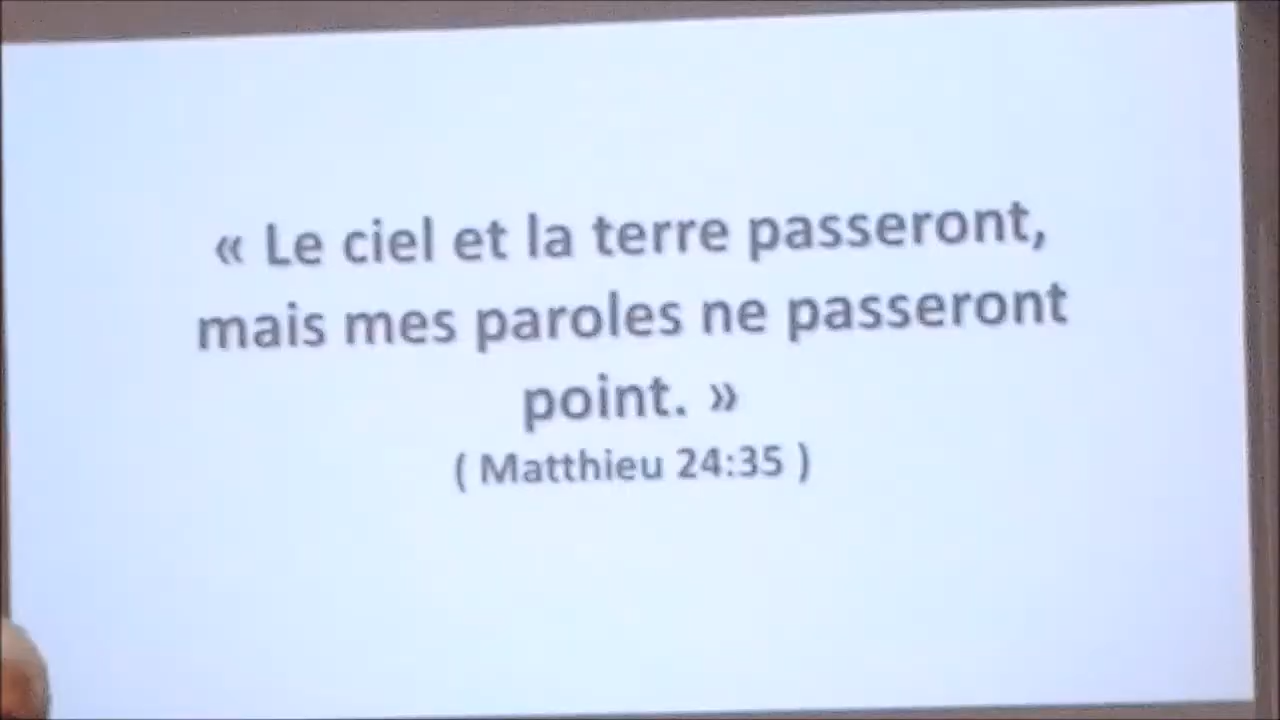 « Le ciel et la terre passeront,
mais mes paroles ne passeront
point. »
( Matthieu 24:35 )